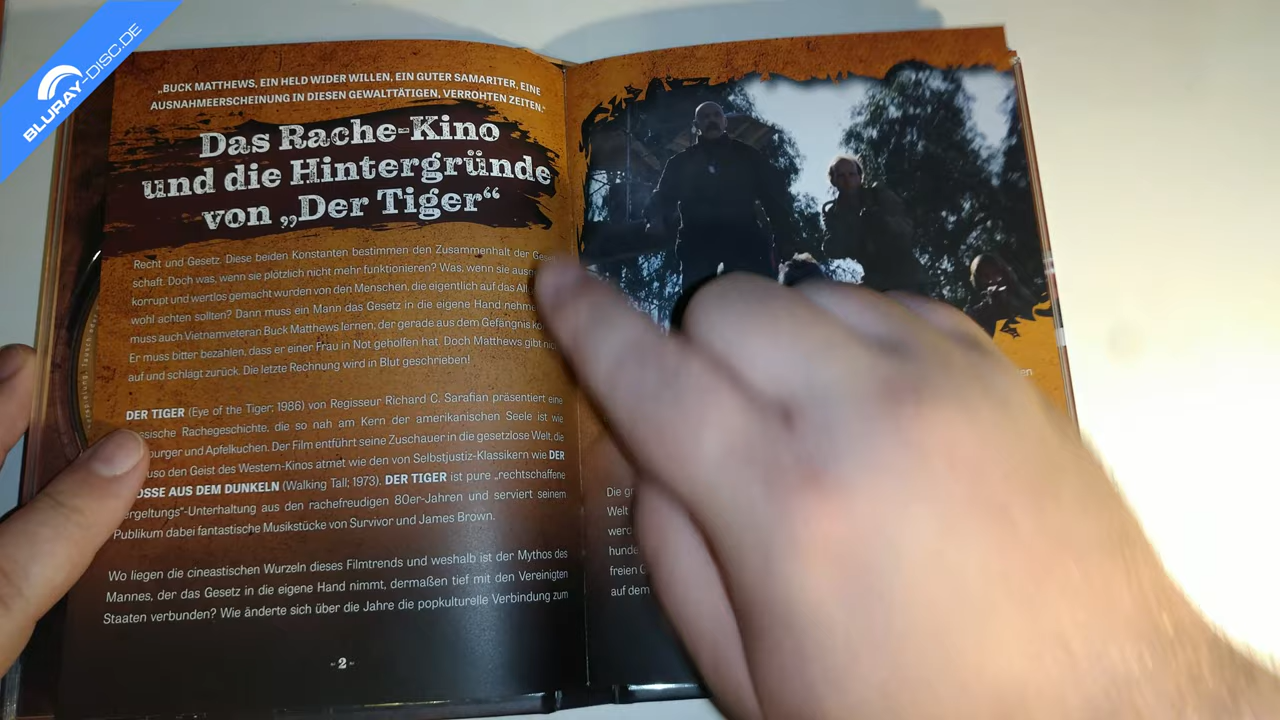 BLURAY-DISC.DE
„BUCK MATTHEWS, EIN HELD WIDER WILLEN, EIN GUTER SAMARITER, EINE
AUSNAHMEERSCHEINUNG IN DIESEN GEWALTTÄTIGEN, VERROHTEN ZEITEN.“
Das Rache-Kino
und die Hintergründe
von „Der Tiger“
Recht und Gesetz. Diese beiden Konstanten bestimmen den Zusammenhalt der
schaft. Doch was, wenn sie plötzlich nicht mehr funktionieren? Was, wenn sie
korrupt und wertlos gemacht wurden von den Menschen, die eigentlich auf das
wohl achten sollten? Dann muss ein Mann das Gesetz in die eigene Hand
muss auch Vietnamveteran Buck Matthews lernen, der gerade aus dem Gefängnis
Er muss bitter bezahlen, dass er einer Frau in Not geholfen hat. Doch Matthews gibt
auf und schlägt zurück. Die letzte Rechnung wird in Blut geschrieben!
DER TIGER (Eye of the Tiger; 1986) von Regisseur Richard C. Sarafian präsentiert eine
Rachegeschichte, die so nah am Kern der amerikanischen Seele ist wie
und Apfelkuchen. Der Film entführt seine Zuschauer in die gesetzlose Welt, die
den Geist des Western-Kinos atmet wie den von Selbstjustiz-Klassikern wie DER
AUS DEM DUNKELN (Walking Tall; 1973). DER TIGER ist pure „rechtschaffene
Unterhaltung aus den rachefreudigen 80er-Jahren und serviert seinem
Publikum dabei fantastische Musikstücke von Survivor und James Brown.
Wo liegen die cineastischen Wurzeln dieses Filmtrends und weshalb ist der Mythos des
Mannes, der das Gesetz in die eigene Hand nimmt, dermaßen tief mit den Vereinigten
Staaten verbunden? Wie änderte sich über die Jahre die popkulturelle Verbindung zum
- 2 -
Die
Welt
freien
auf dem